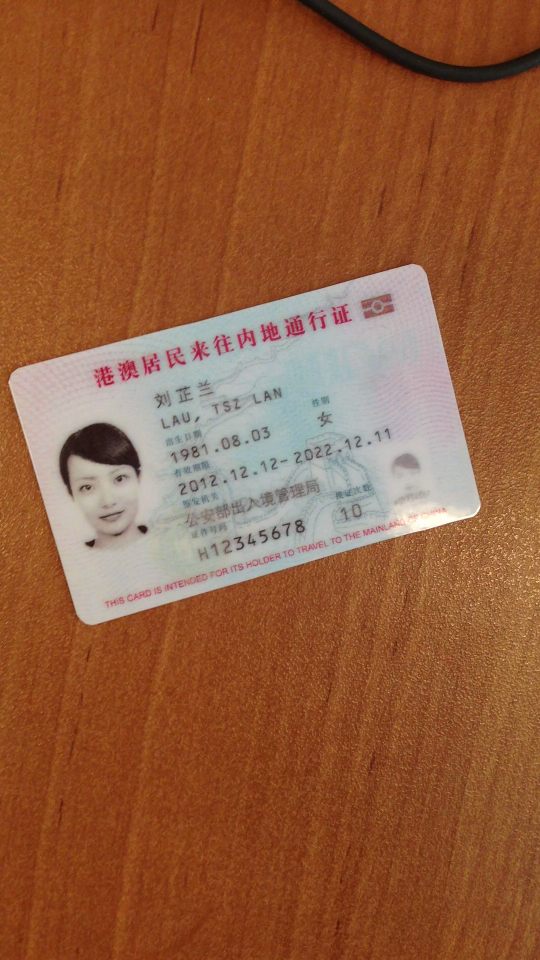 港澳居民来往内地通行证
刘芷兰
LAU, TSZ LAN
出生日期 性别
1981.08.03 女
有效期限
2012.12.12-2022.12.11
签发机关
公安部出入境管理局
证件号码 换证次数
H12345678 10
THIS CARD IS INTENDED FOR ITS HOLDER TO TRAVEL TO THE MAINLAND OF CHINA